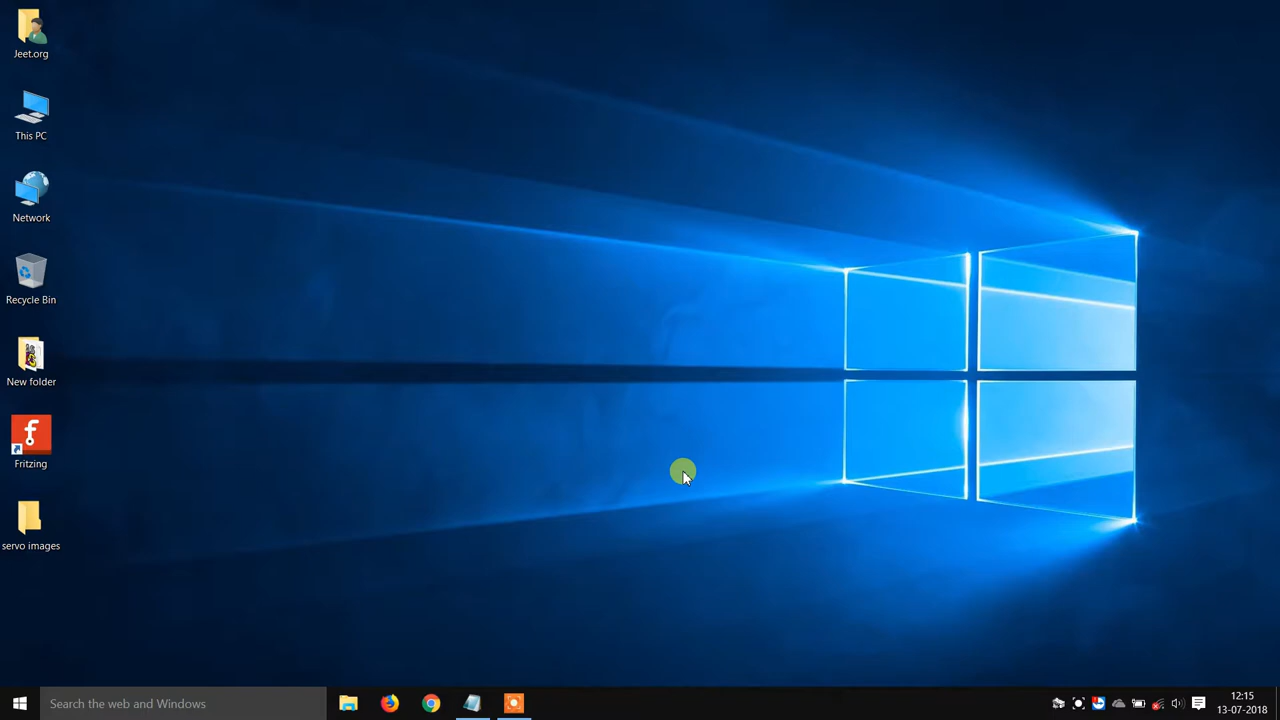 Jeet.org
This PC
Network
Recycle Bin
New folder
f
Fritzing
servo images
Search the web and Windows
12:15
13-07-2018